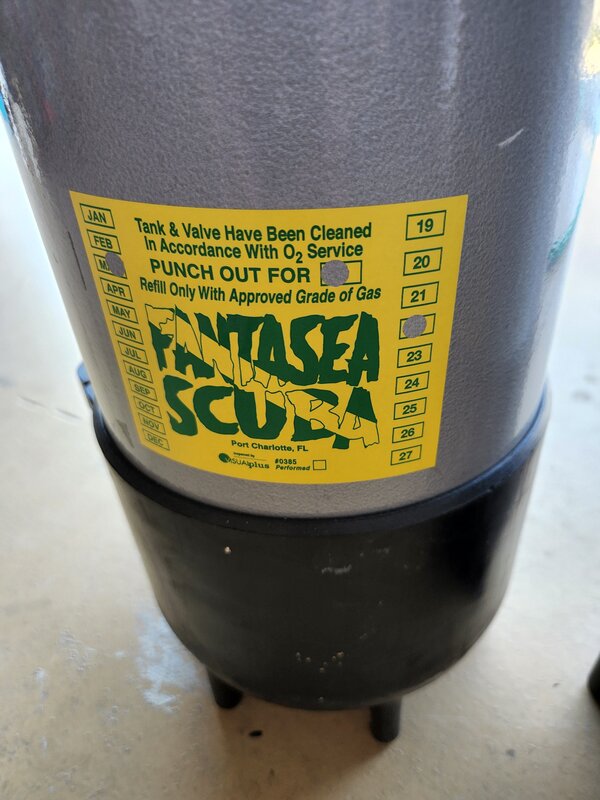 Tank & Valve Have Been Cleaned
In Accordance With O2 Service
PUNCH OUT FOR
Refill Only With Approved Grade of Gas
FANTASEA
SCUBA
Port Charlotte, FL
VISUALplus
#0385
Performed
JAN
FEB
M
APR
MAY
JUN
JUL
AUG
SEP
OCT
NOV
DEC
19
20
21
23
24
25
26
27